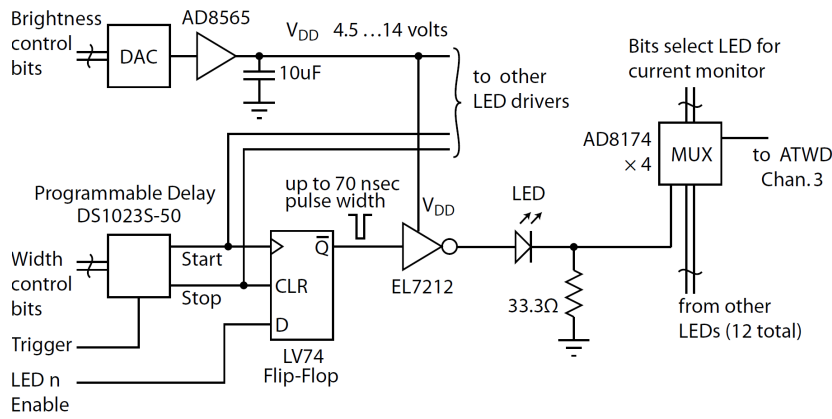 Brightness
control
bits
DAC
AD8565
V_DD 4.5 ...14 volts
10uF
to other
LED drivers
Bits select LED for
current monitor
AD8174
× 4
MUX
to ATWD
Chan. 3
Programmable Delay
DS1023S-50
up to 70 nsec
pulse width
V_DD
LED
Width
control
bits
Start
Stop
Q̅
CLR
D
EL7212
33.3Ω
from other
LEDs (12 total)
Trigger
LV74
Flip-Flop
LED n
Enable